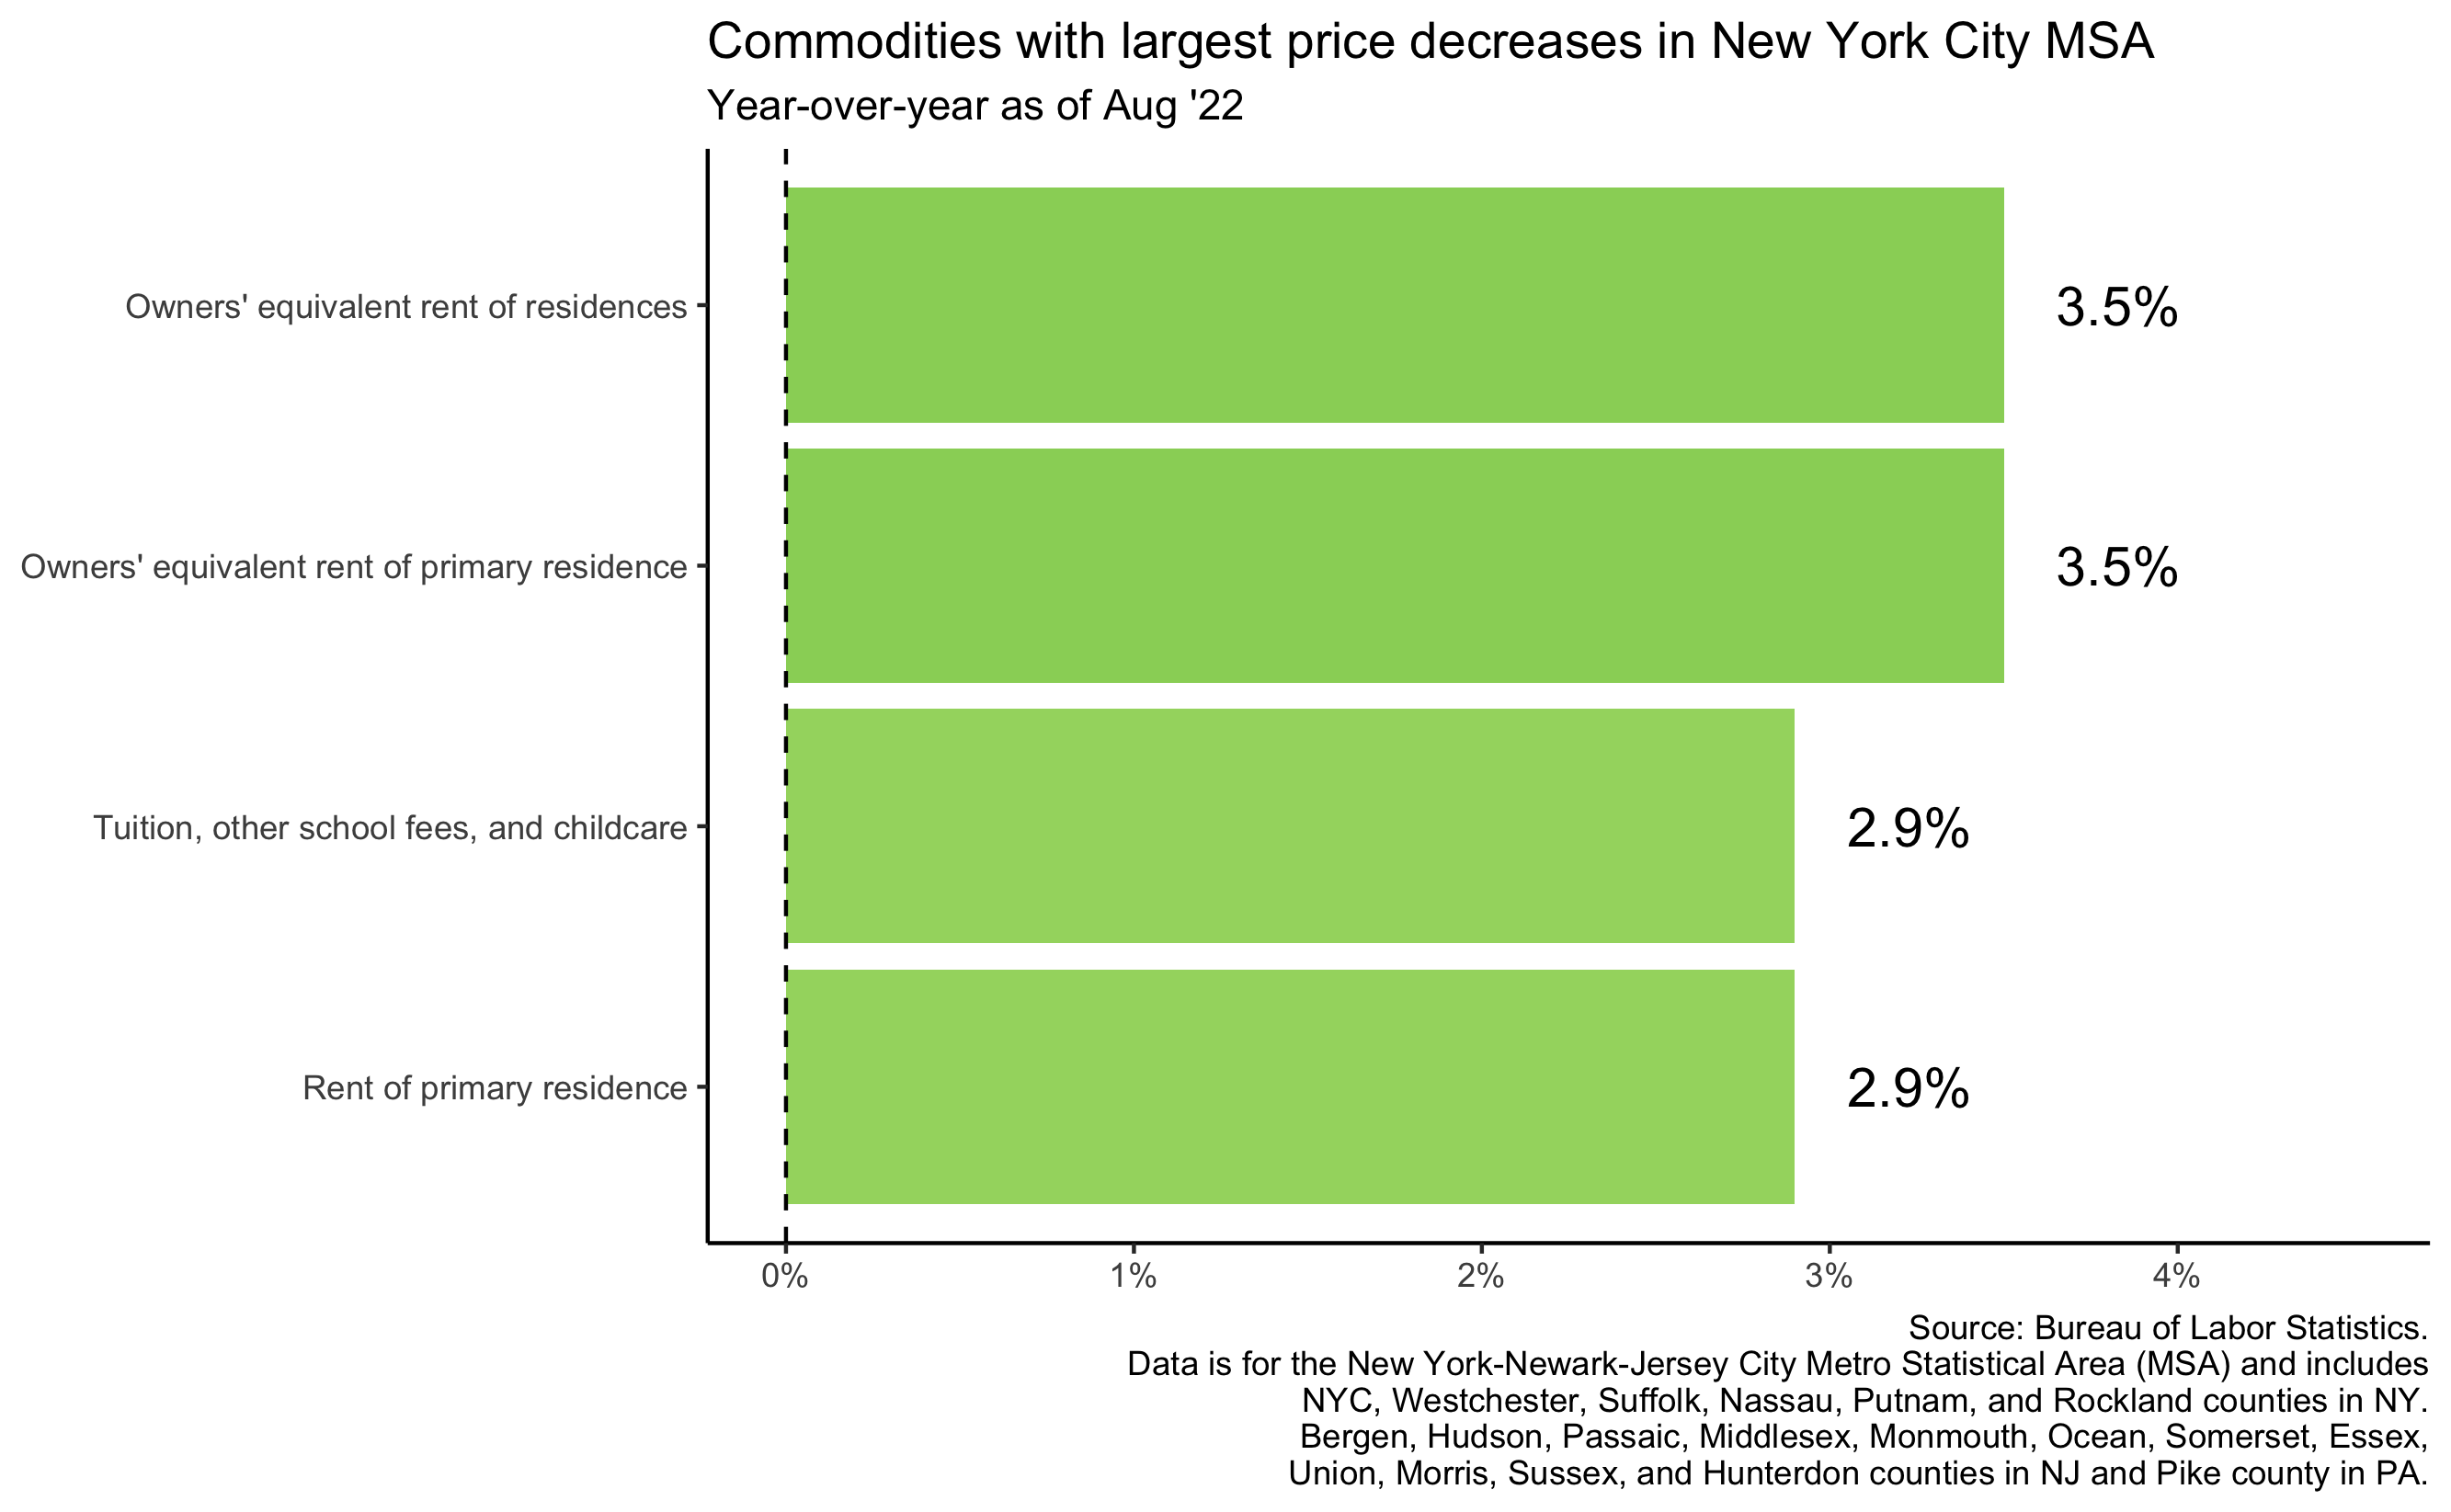 Commodities with largest price decreases in New York City MSA
Year-over-year as of Aug '22
Owners' equivalent rent of residences
3.5%
Owners' equivalent rent of primary residence
3.5%
Tuition, other school fees, and childcare
2.9%
Rent of primary residence
2.9%
0% 1% 2% 3% 4%
Source: Bureau of Labor Statistics.
Data is for the New York-Newark-Jersey City Metro Statistical Area (MSA) and includes
NYC, Westchester, Suffolk, Nassau, Putnam, and Rockland counties in NY.
Bergen, Hudson, Passaic, Middlesex, Monmouth, Ocean, Somerset, Essex,
Union, Morris, Sussex, and Hunterdon counties in NJ and Pike county in PA.